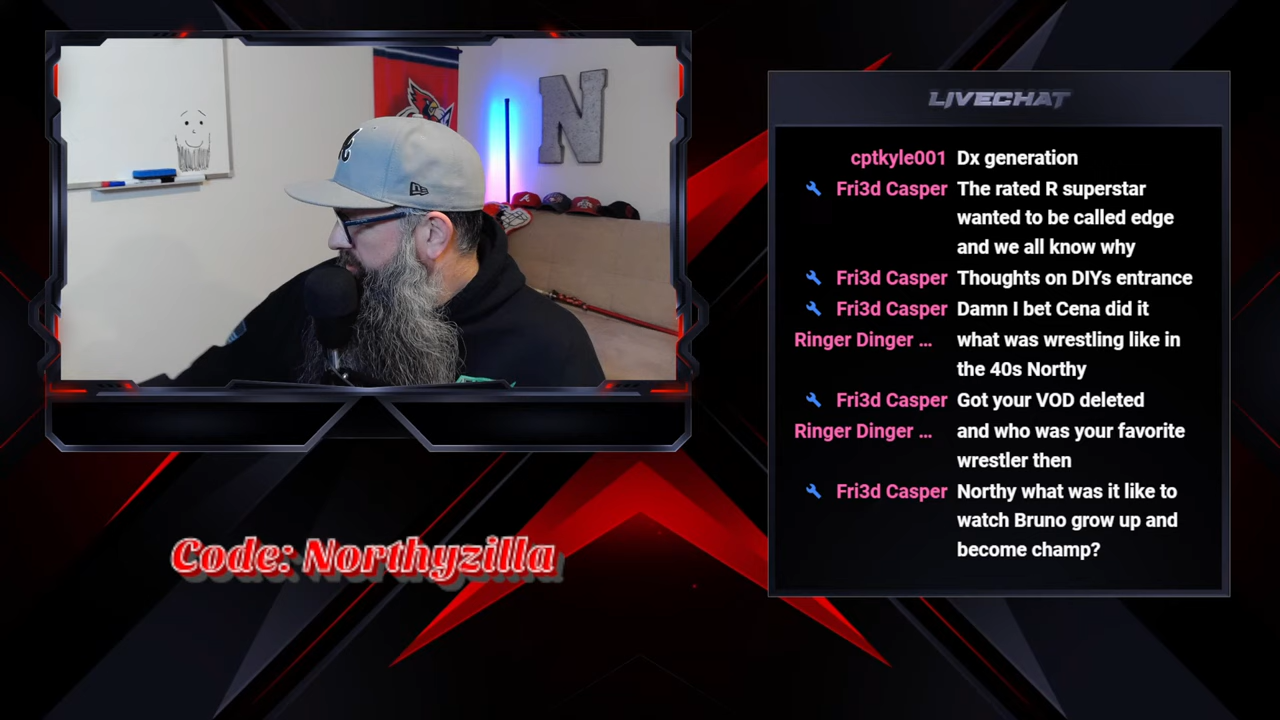 N
LIVECHAT
cptkyle001 Dx generation
Fri3d Casper The rated R superstar
wanted to be called edge
and we all know why
Fri3d Casper Thoughts on DIYs entrance
Fri3d Casper Damn I bet Cena did it
Ringer Dinger ... what was wrestling like in
the 40s Northy
Fri3d Casper Got your VOD deleted
Ringer Dinger ... and who was your favorite
wrestler then
Fri3d Casper Northy what was it like to
watch Bruno grow up and
become champ?
Code: Northyzilla